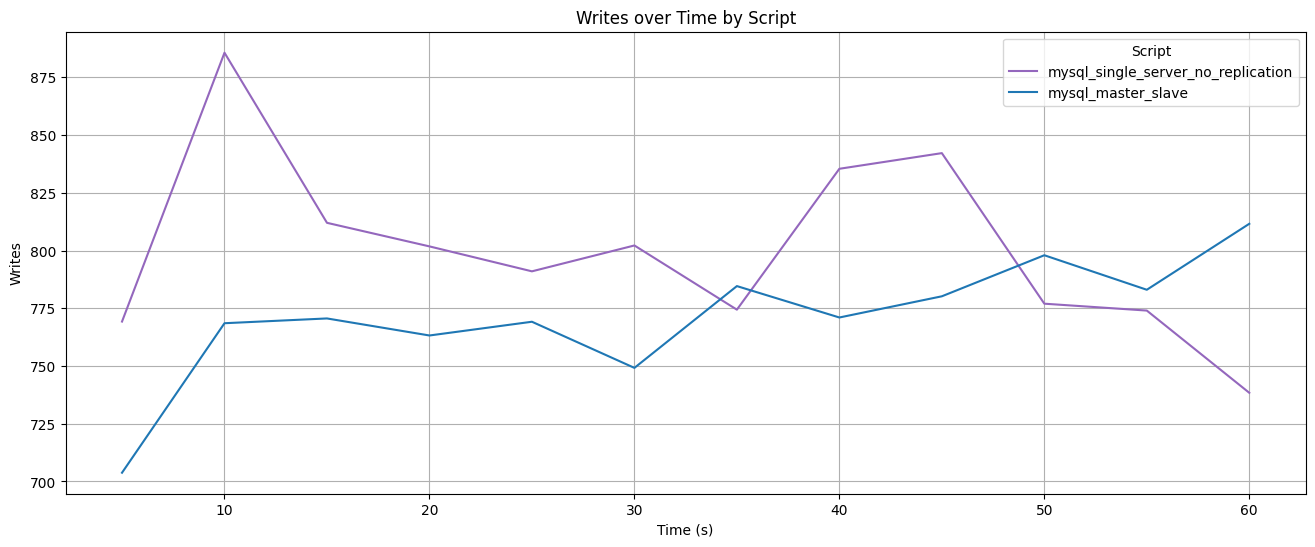 Writes over Time by Script
Script
mysql_single_server_no_replication
mysql_master_slave
Writes
875
850
825
800
775
750
725
700
10 20 30 40 50 60
Time (s)